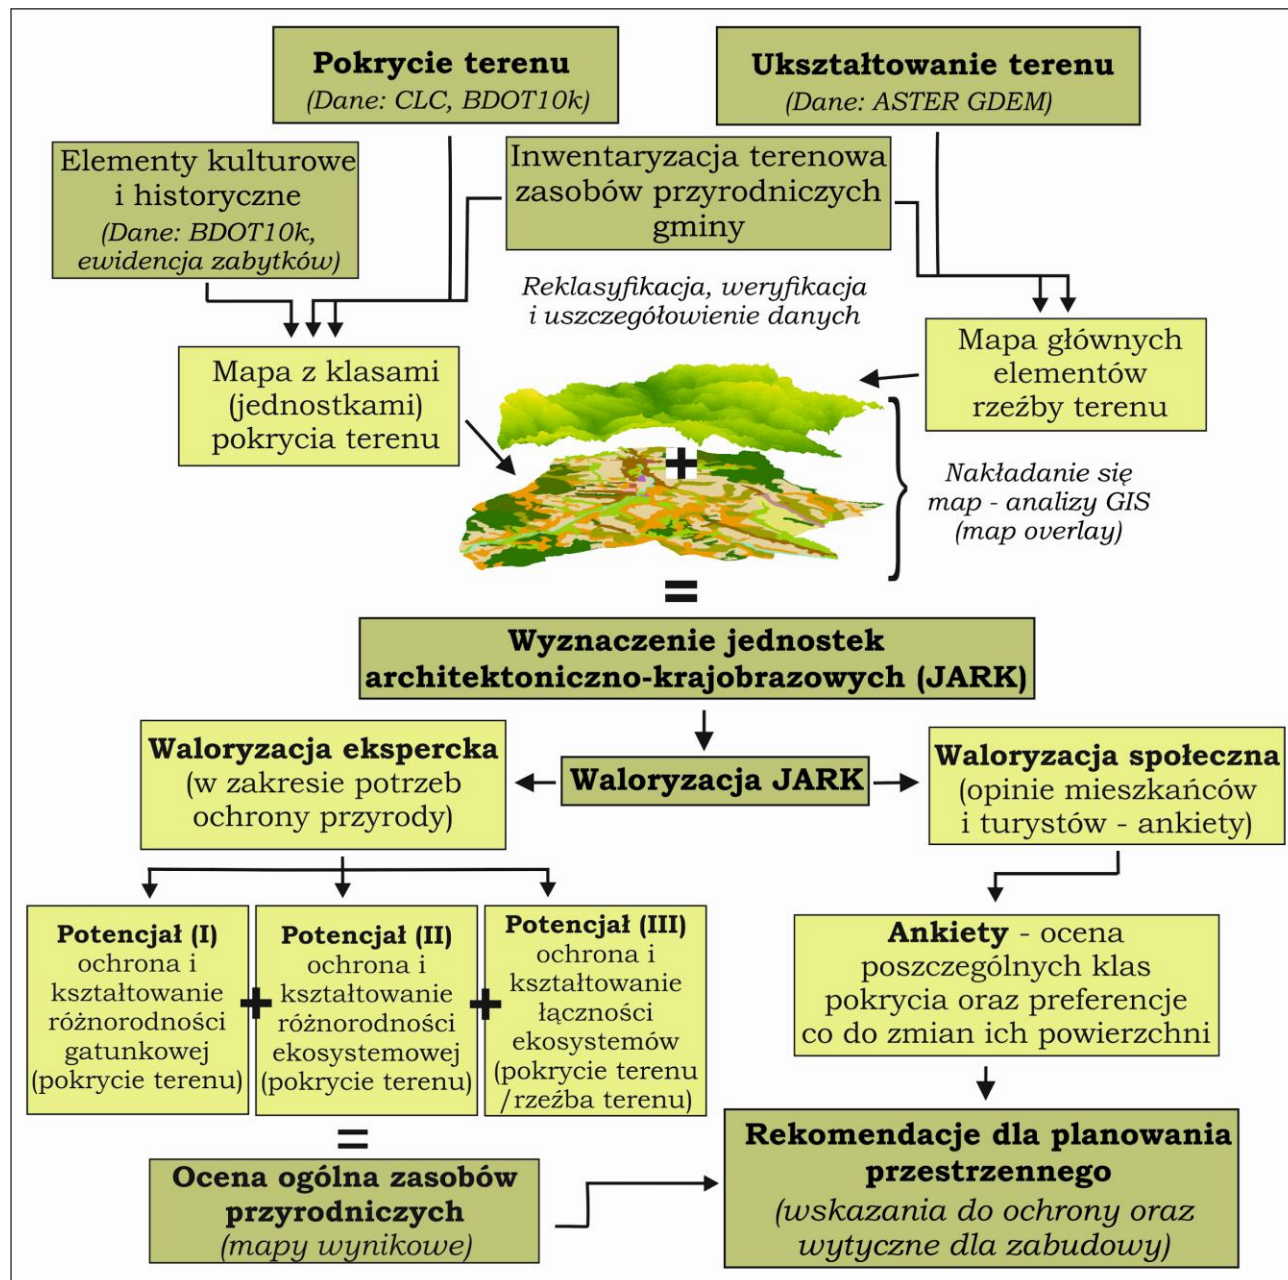 Pokrycie terenu
(Dane: CLC, BDOT10k)
Ukształtowanie terenu
(Dane: ASTER GDEM)
Elementy kulturowe
i historyczne
(Dane: BDOT10k,
ewidencja zabytków)
Inwentaryzacja terenowa
zasobów przyrodniczych
gminy
Reklasyfikacja, weryfikacja
i uszczegółowienie danych
Mapa z klasami
(jednostkami)
pokrycia terenu
Mapa głównych
elementów
rzeźby terenu
+
Nakładanie się
map - analizy GIS
(map overlay)
=
Wyznaczenie jednostek
architektoniczno-krajobrazowych (JARK)
Waloryzacja ekspercka
(w zakresie potrzeb
ochrony przyrody)
Waloryzacja JARK
Waloryzacja społeczna
(opinie mieszkańców
i turystów - ankiety)
Potencjał (I)
ochrona i
kształtowanie
różnorodności
gatunkowej
(pokrycie terenu)
+
Potencjał (II)
ochrona i
kształtowanie
różnorodności
ekosystemowej
(pokrycie terenu)
+
Potencjał (III)
ochrona i
kształtowanie
łączności
ekosystemów
(pokrycie terenu
/rzeźba terenu)
Ankiety - ocena
poszczególnych klas
pokrycia oraz preferencje
co do zmian ich powierzchni
=
Ocena ogólna zasobów
przyrodniczych
(mapy wynikowe)
Rekomendacje dla planowania
przestrzennego
(wskazania do ochrony oraz
wytyczne dla zabudowy)